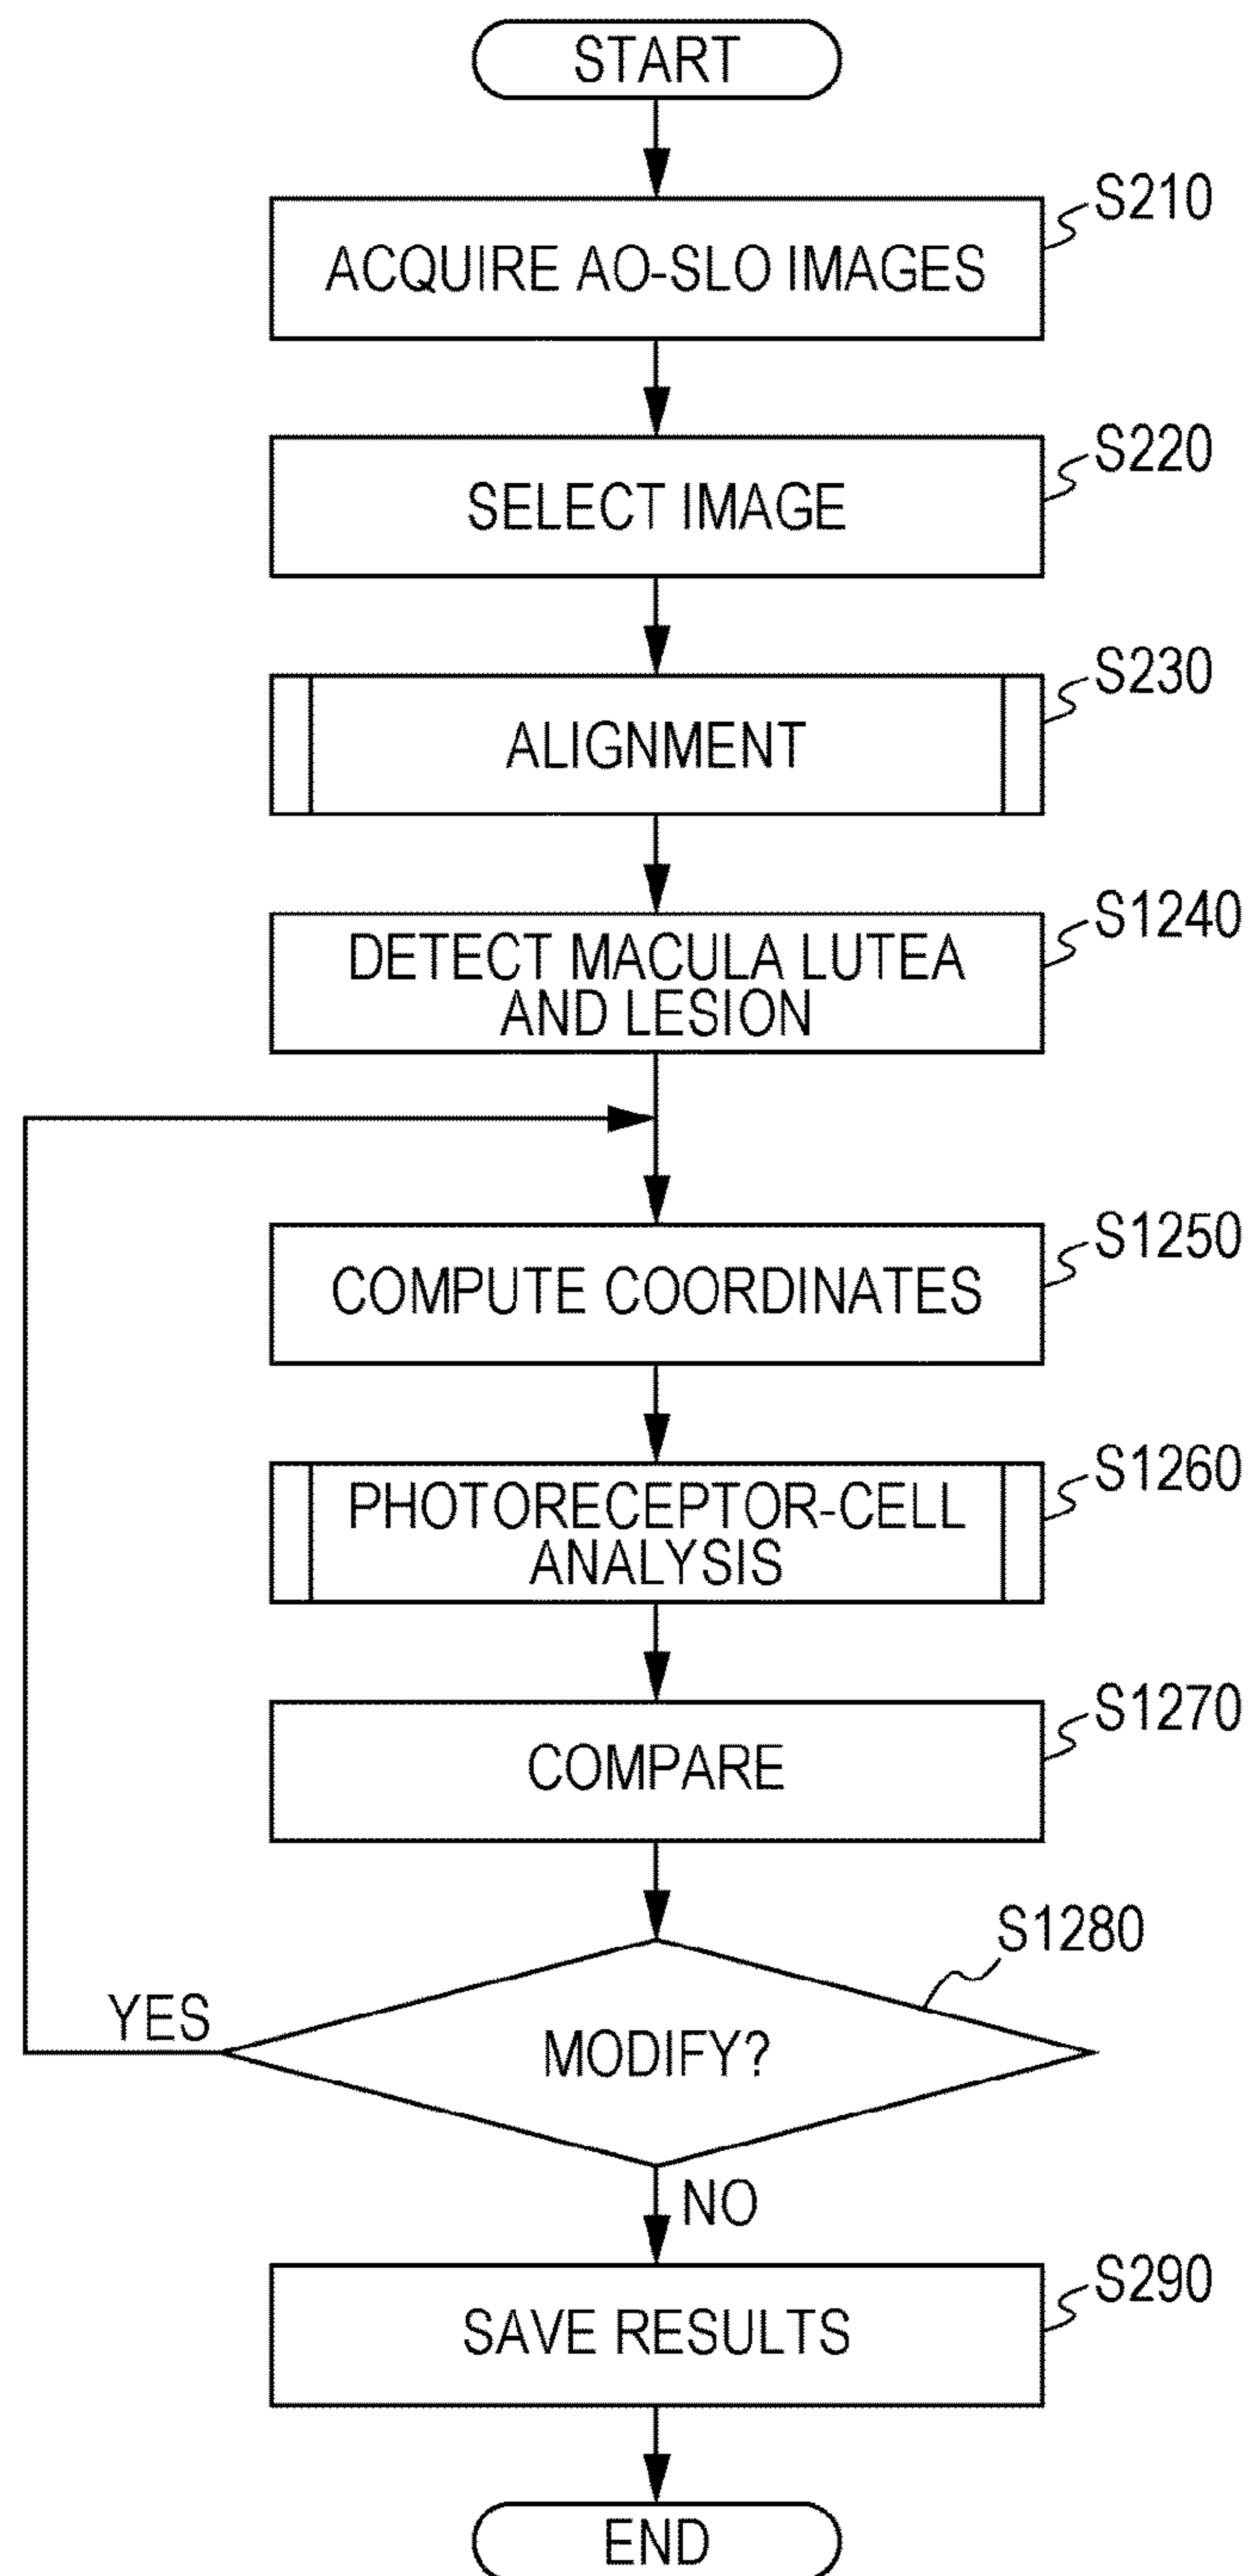 START
S210
ACQUIRE AO-SLO IMAGES
S220
SELECT IMAGE
S230
ALIGNMENT
S1240
DETECT MACULA LUTEA
AND LESION
S1250
COMPUTE COORDINATES
S1260
PHOTORECEPTOR-CELL
ANALYSIS
S1270
COMPARE
S1280
YES
MODIFY?
NO
S290
SAVE RESULTS
END